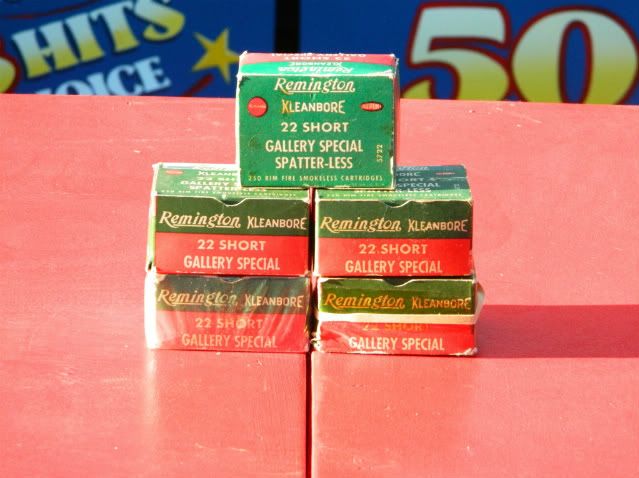 HITS
50
OICE
Remington
KLEANBORE
22 SHORT
GALLERY SPECIAL
SPATTER-LESS
5722
250 RIM FIRE SMOKELESS CARTRIDGES
Remington KLEANBORE
22 SHORT
GALLERY SPECIAL
Remington KLEANBORE
22 SHORT
GALLERY SPECIAL
Remington KLEANBORE
22 SHORT
GALLERY SPECIAL
Remington KLEANBORE
22 SHORT
GALLERY SPECIAL